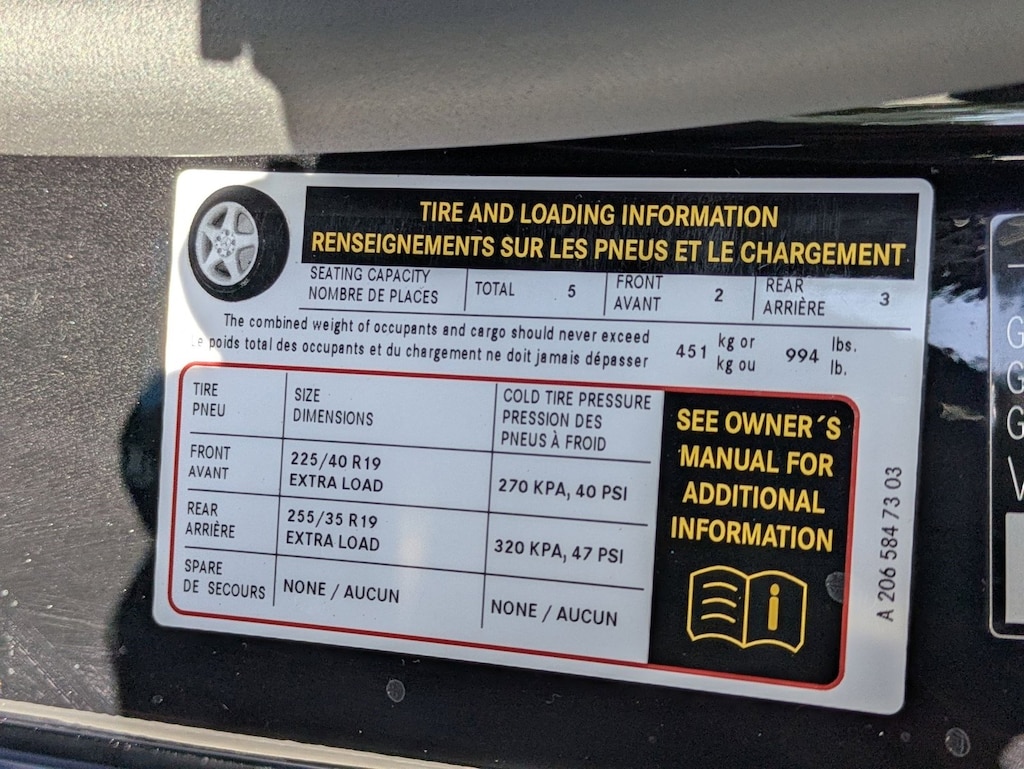 TIRE AND LOADING INFORMATION
RENSEIGNEMENTS SUR LES PNEUS ET LE CHARGEMENT
SEATING CAPACITY
NOMBRE DE PLACES
TOTAL 5
FRONT
AVANT
2
REAR
ARRIÈRE
3
The combined weight of occupants and cargo should never exceed
Le poids total des occupants et du chargement ne doit jamais dépasser
451
kg or
kg ou
994
lbs.
lb.
TIRE
PNEU
SIZE
DIMENSIONS
COLD TIRE PRESSURE
PRESSION DES
PNEUS À FROID
FRONT
AVANT
225/40 R19
EXTRA LOAD
270 KPA, 40 PSI
REAR
ARRIÈRE
255/35 R19
EXTRA LOAD
320 KPA, 47 PSI
SPARE
DE SECOURS
NONE / AUCUN
NONE / AUCUN
SEE OWNER´S
MANUAL FOR
ADDITIONAL
INFORMATION
i
A 206 584 73 03
G
G
G
V